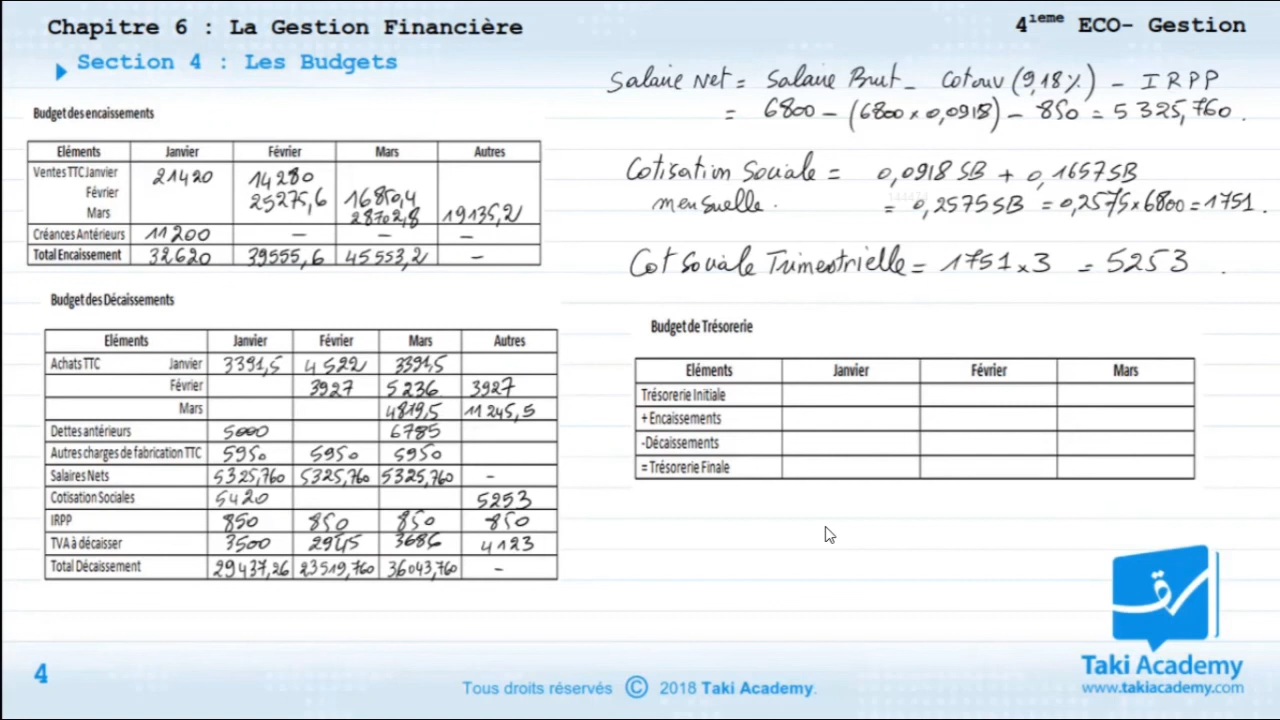 Chapitre 6 : La Gestion Financière
4ieme ECO- Gestion
Section 4 : Les Budgets
Salaire Net = Salaire Brut - Cotouv (9,18%) - IRPP
= 6800 - (6800 x 0,0918) - 850 = 5325,760.
Cotisation Sociale = 0,0918 SB + 0,1657 SB
mensuelle. = 0,2575 SB = 0,2575 x 6800 = 1751.
Cot Sociale Trimestrielle = 1751 x 3 = 5253.
Budget des encaissements
Eléments Janvier Février Mars Autres
Ventes TTC Janvier 21420 14280
Février 25275,6 16850,4
Mars 28702,8 19135,2
Créances Antérieurs 11200 - - -
Total Encaissement 32620 39555,6 45553,2 -
Budget des Décaissements
Eléments Janvier Février Mars Autres
Achats TTC Janvier 3391,5 4522 3391,5
Février 3927 5236 3927
Mars 4819,5 11245,5
Dettes antérieurs 5000 6785
Autres charges de fabrication TTC 5950 5950 5950
Salaires Nets 5325,760 5325,760 5325,760 -
Cotisation Sociales 5420 5253
IRPP 850 850 850 850
TVA à décaisser 3500 2945 3686 4123
Total Décaissement 29437,26 23519,760 36043,760 -
Budget de Trésorerie
Eléments Janvier Février Mars
Trésorerie Initiale
+ Encaissements
-Décaissements
= Trésorerie Finale
4
Tous droits réservés © 2018 Taki Academy.
Taki Academy
www.takiacademy.com